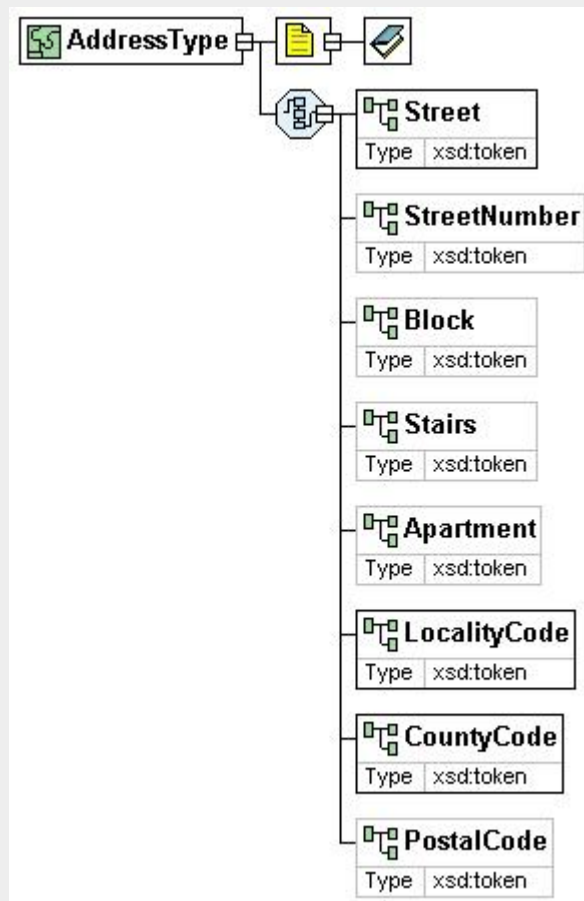 AddressType
Street
Type xsd:token
StreetNumber
Type xsd:token
Block
Type xsd:token
Stairs
Type xsd:token
Apartment
Type xsd:token
LocalityCode
Type xsd:token
CountyCode
Type xsd:token
PostalCode
Type xsd:token